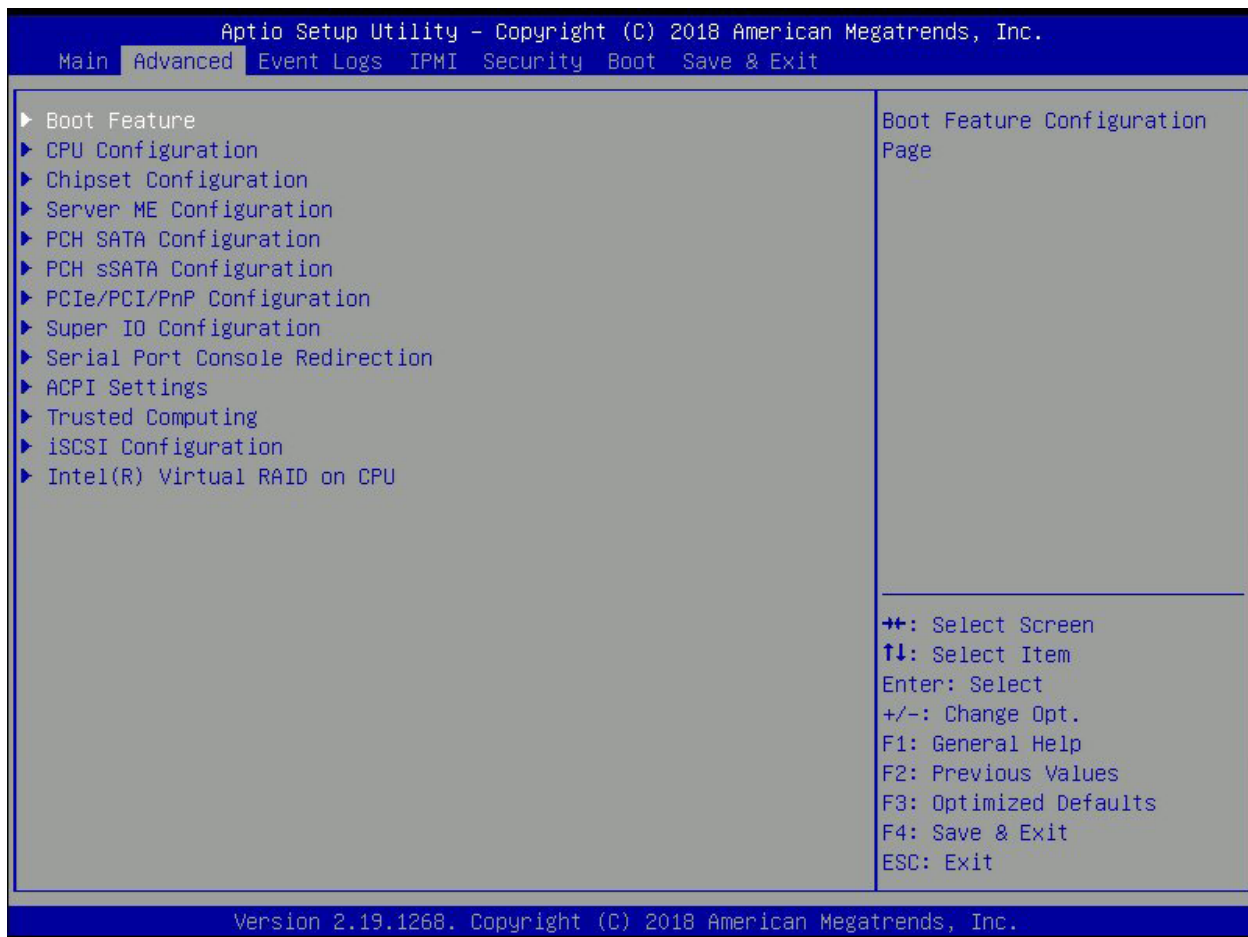 Aptio Setup Utility – Copyright (C) 2018 American Megatrends, Inc.
Main Advanced Event Logs IPMI Security Boot Save & Exit
▶ Boot Feature
▶ CPU Configuration
▶ Chipset Configuration
▶ Server ME Configuration
▶ PCH SATA Configuration
▶ PCH sSATA Configuration
▶ PCIe/PCI/PnP Configuration
▶ Super IO Configuration
▶ Serial Port Console Redirection
▶ ACPI Settings
▶ Trusted Computing
▶ iSCSI Configuration
▶ Intel(R) Virtual RAID on CPU
Boot Feature Configuration
Page
→←: Select Screen
↑↓: Select Item
Enter: Select
+/-: Change Opt.
F1: General Help
F2: Previous Values
F3: Optimized Defaults
F4: Save & Exit
ESC: Exit
Version 2.19.1268. Copyright (C) 2018 American Megatrends, Inc.